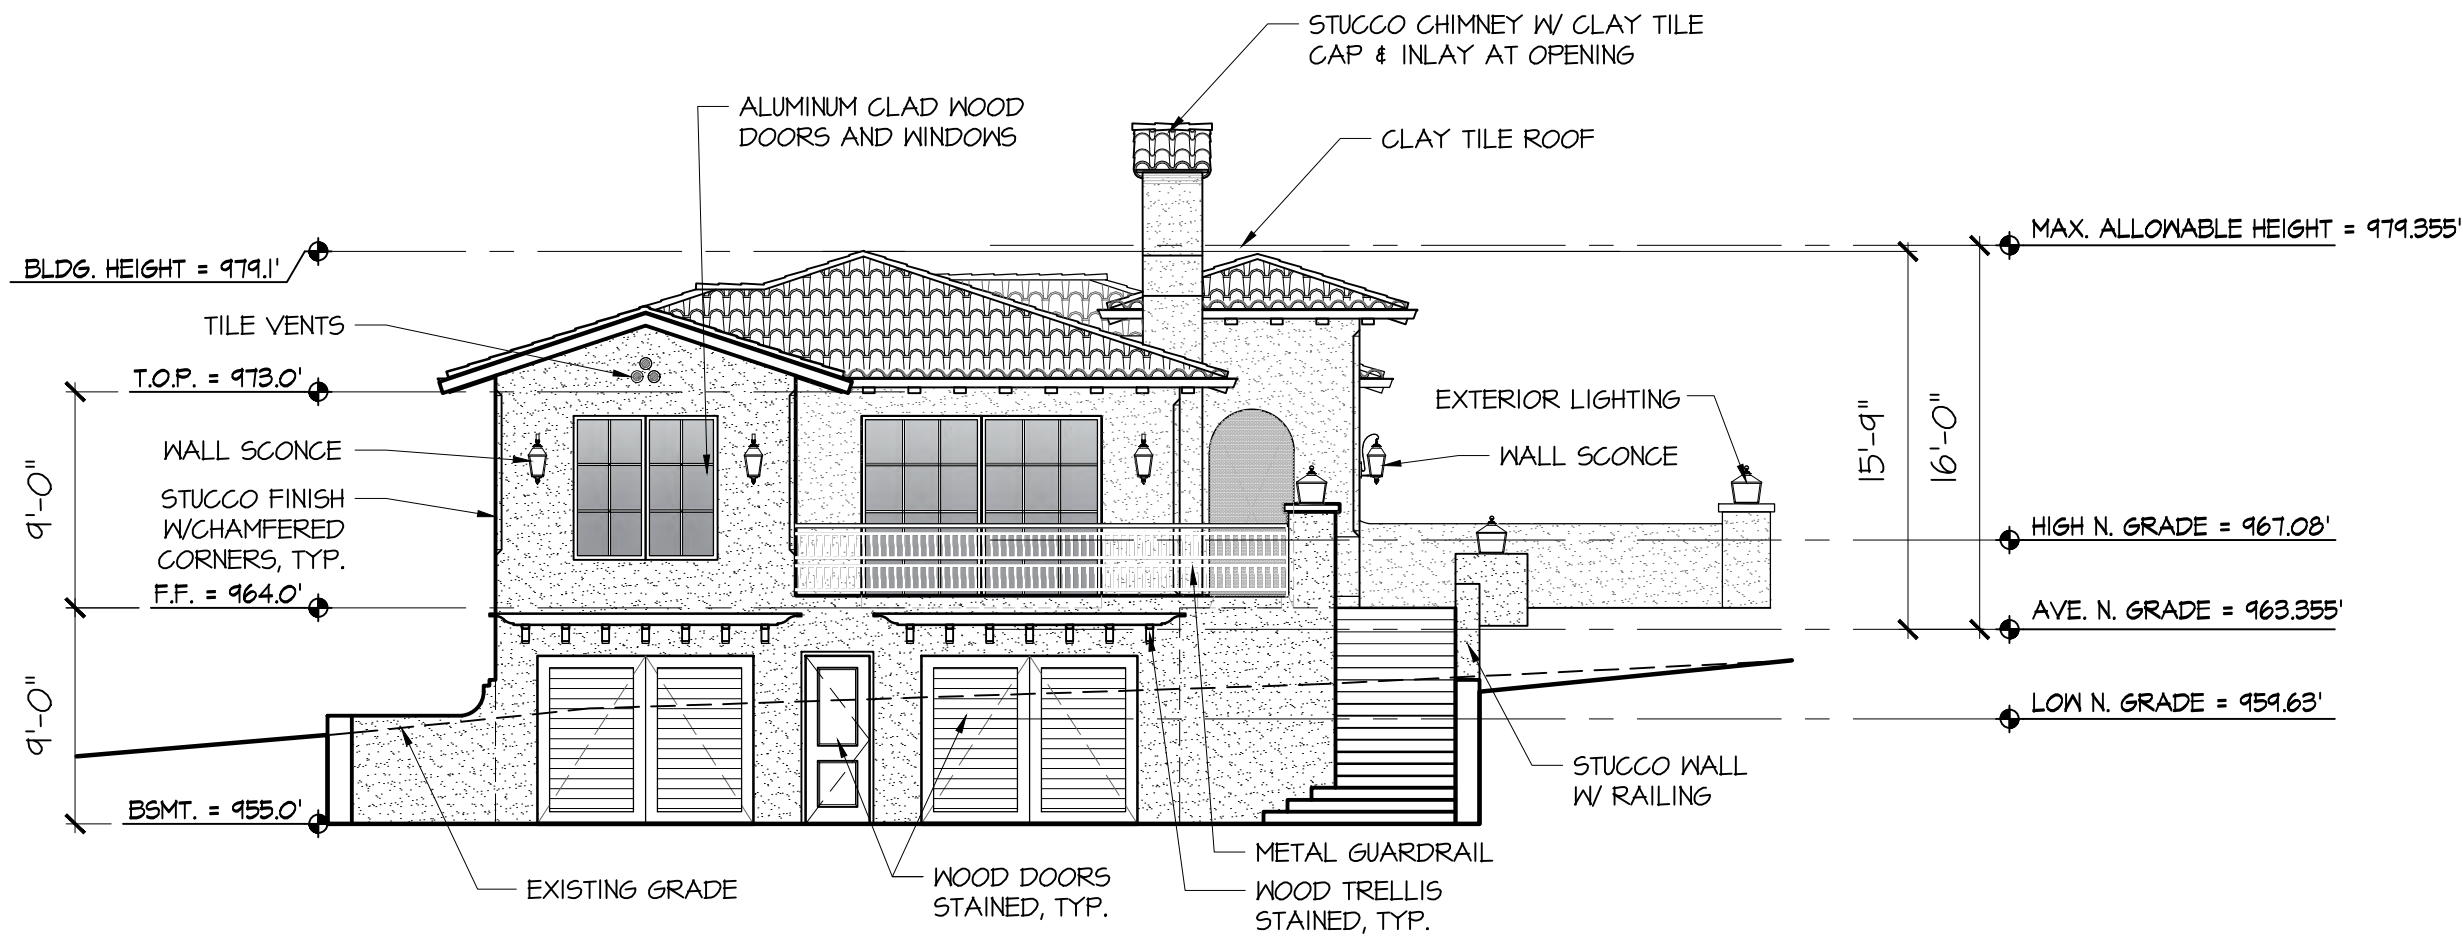 STUCCO CHIMNEY W/ CLAY TILE
CAP & INLAY AT OPENING
ALUMINUM CLAD WOOD
DOORS AND WINDOWS
CLAY TILE ROOF
MAX. ALLOWABLE HEIGHT = 979.355'
BLDG. HEIGHT = 979.1'
TILE VENTS
T.O.P. = 973.0'
EXTERIOR LIGHTING
15'-9"
16'-0"
WALL SCONCE
WALL SCONCE
9'-0"
STUCCO FINISH
W/CHAMFERED
CORNERS, TYP.
HIGH N. GRADE = 967.08'
F.F. = 964.0'
AVE. N. GRADE = 963.355'
9'-0"
LOW N. GRADE = 959.63'
STUCCO WALL
W/ RAILING
BSMT. = 955.0'
METAL GUARDRAIL
EXISTING GRADE
WOOD DOORS
STAINED, TYP.
WOOD TRELLIS
STAINED, TYP.